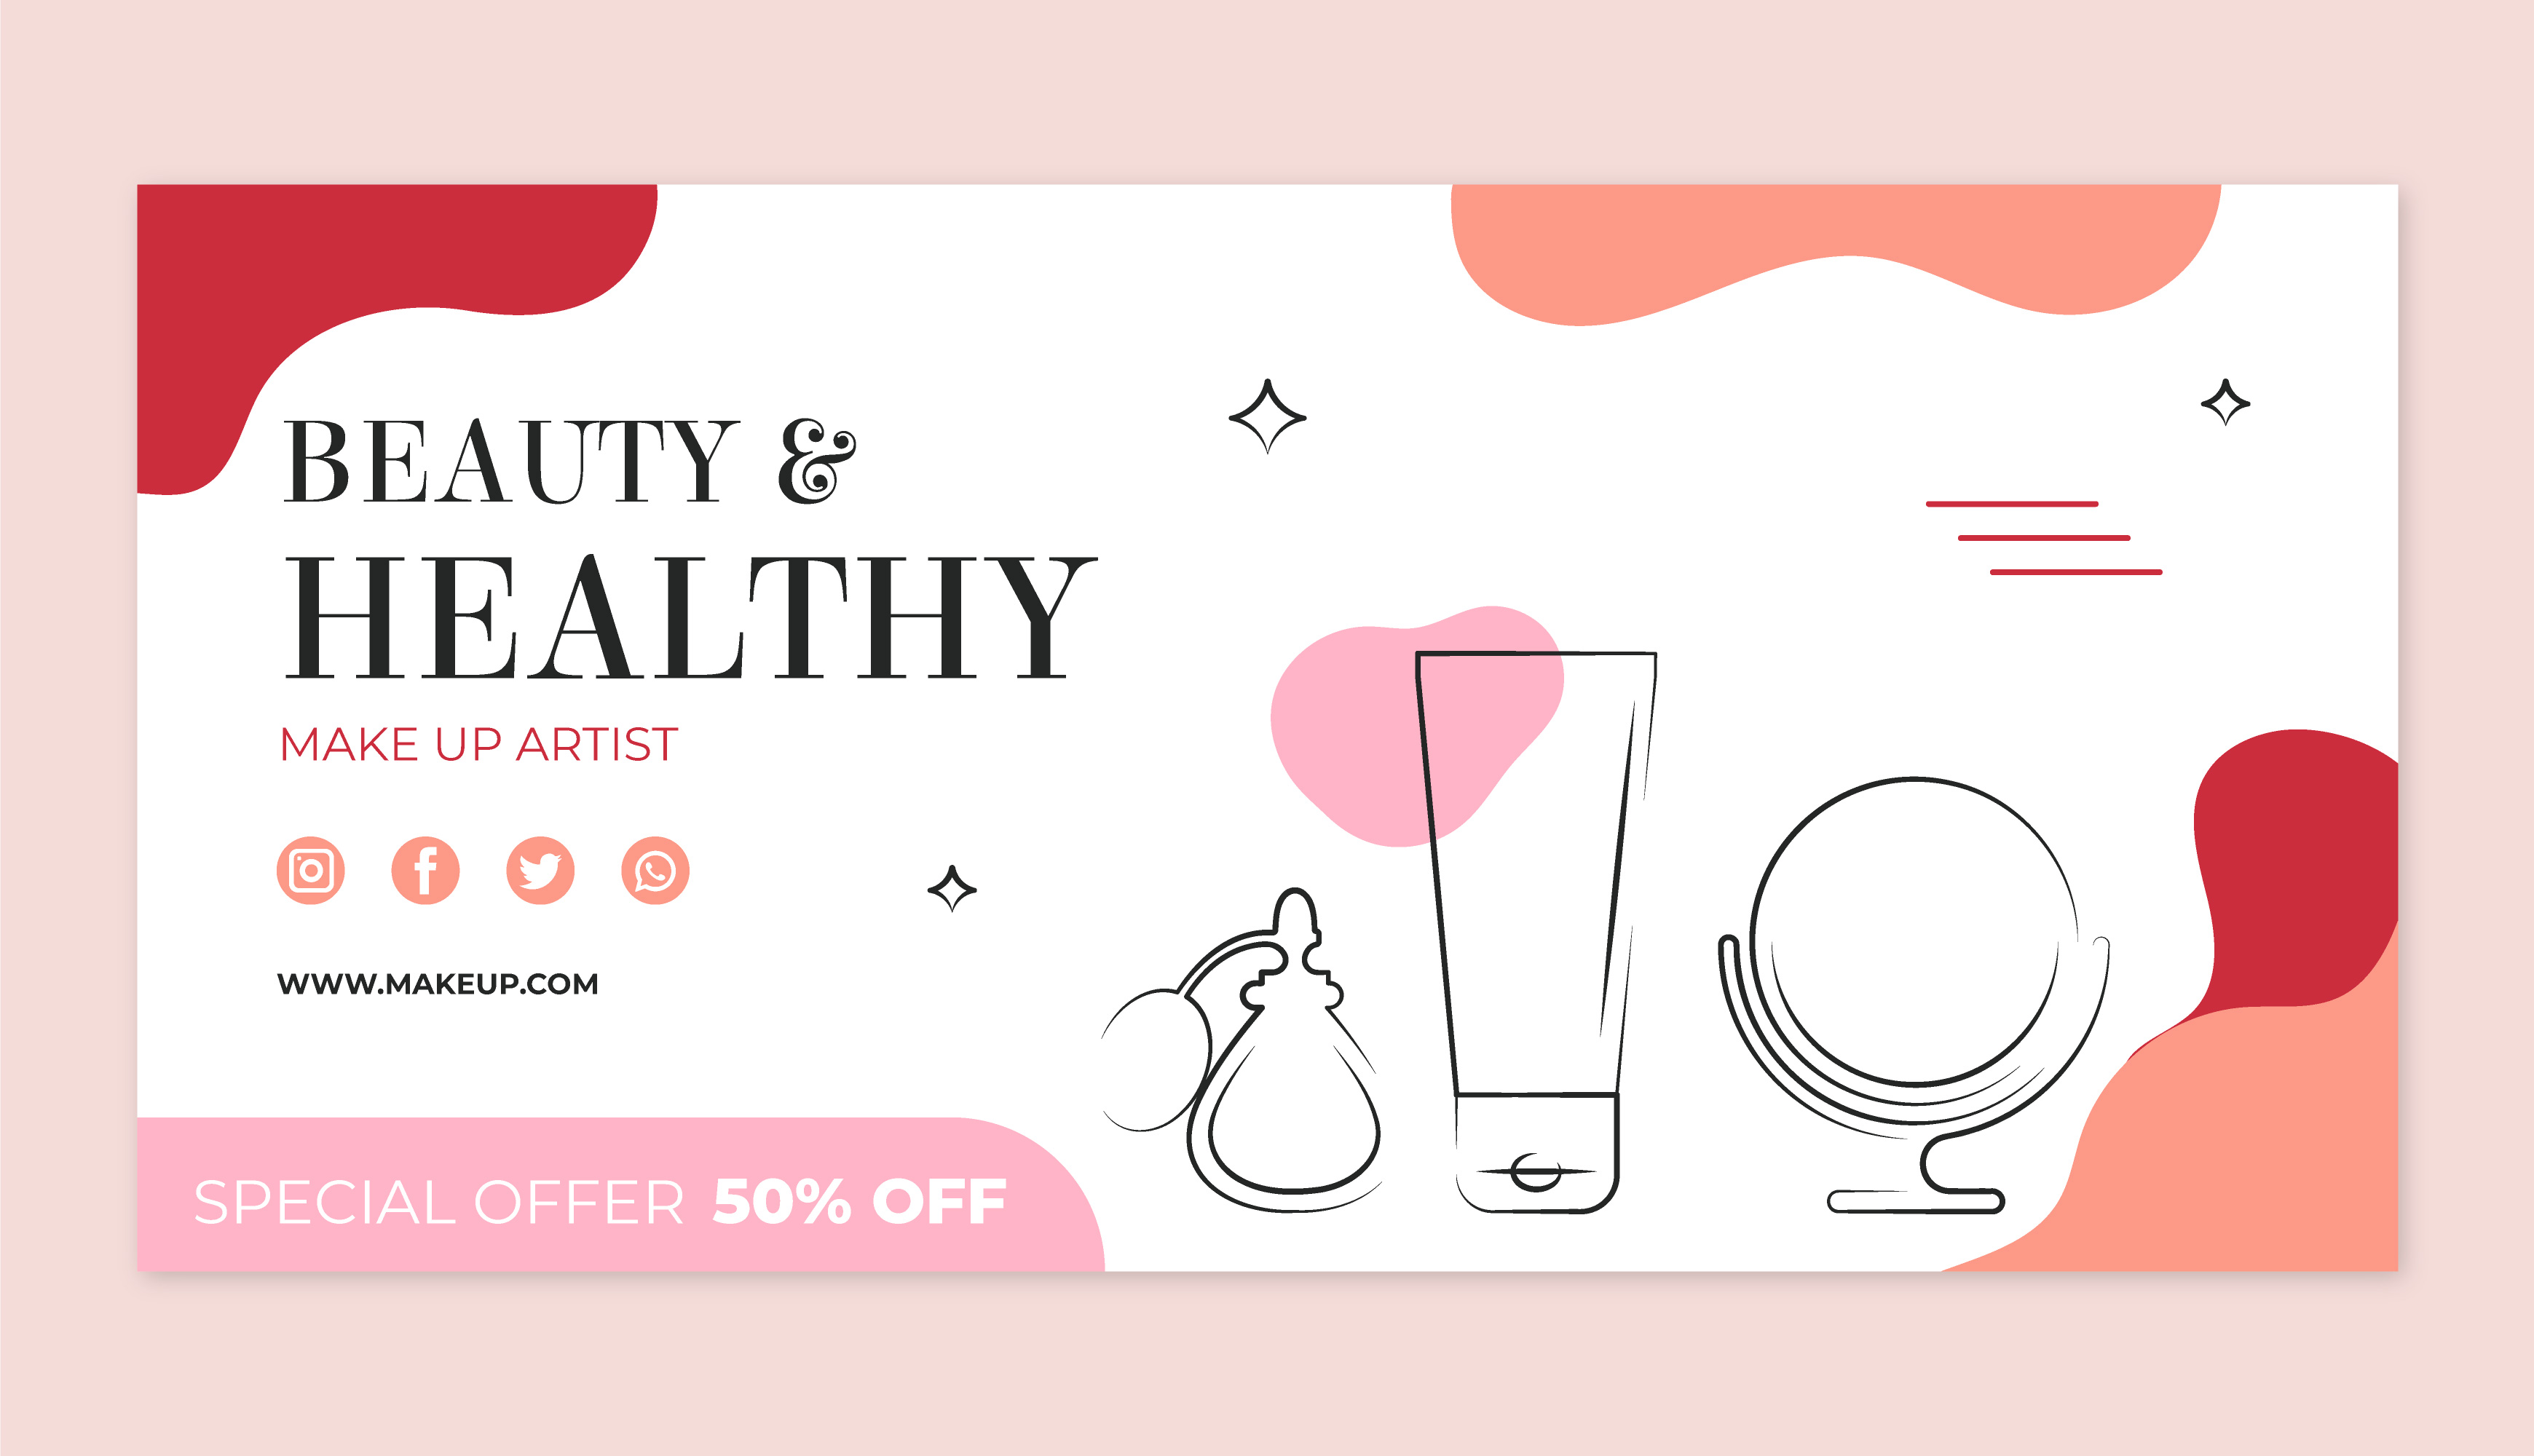 BEAUTY &
HEALTHY
MAKE UP ARTIST
WWW.MAKEUP.COM
SPECIAL OFFER 50% OFF